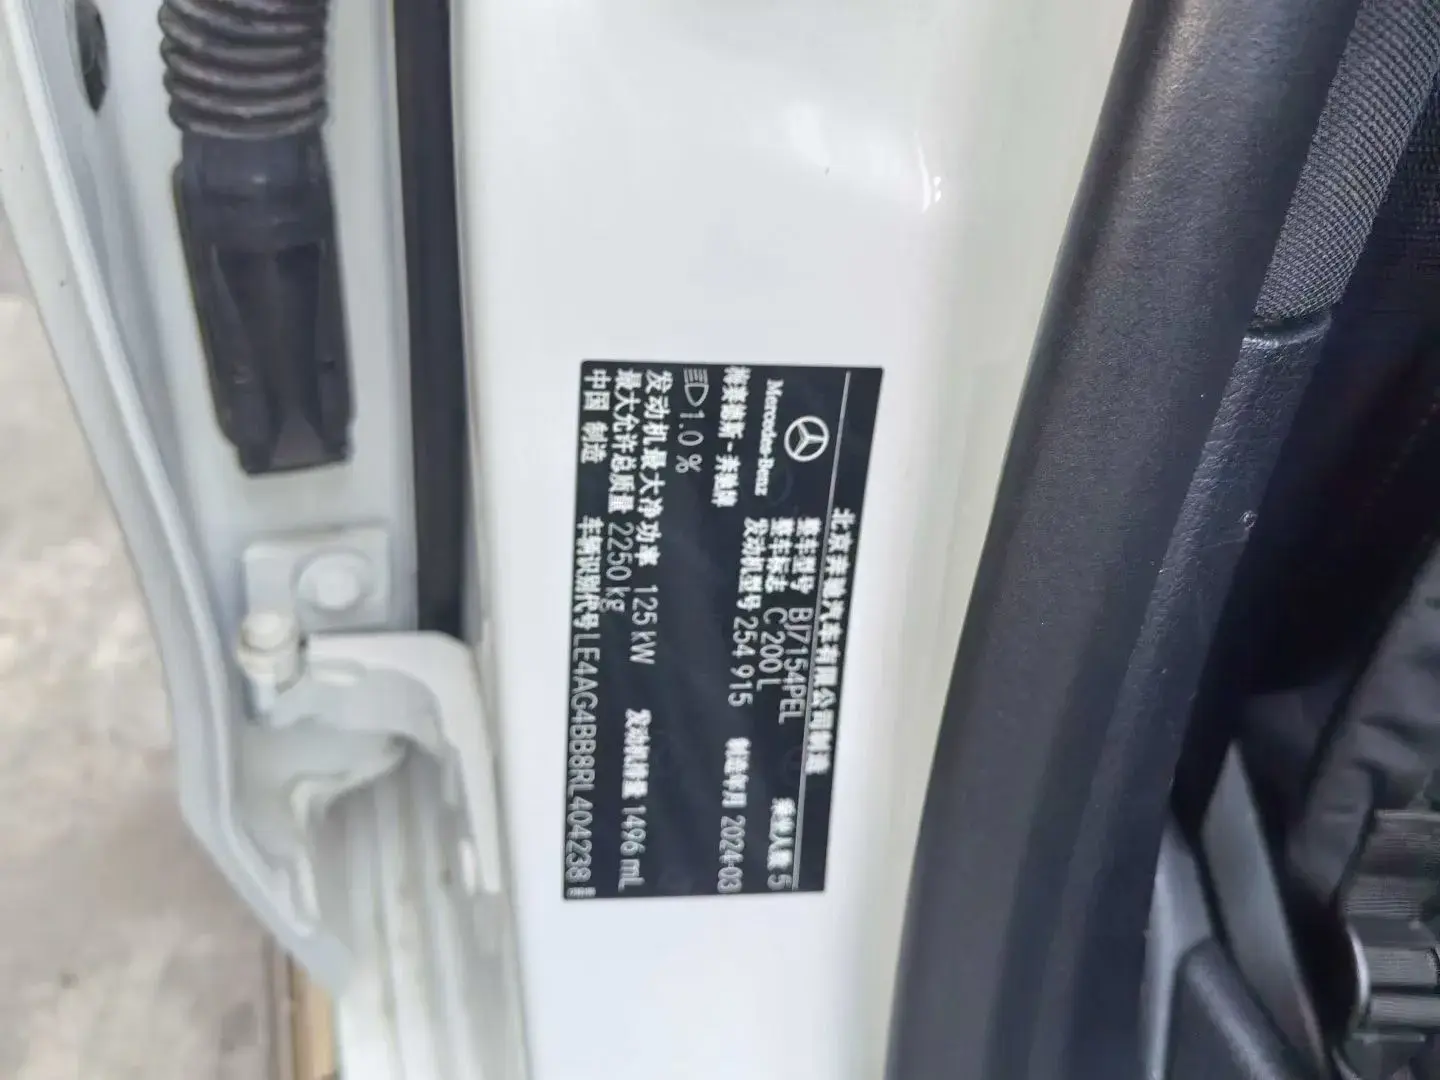 北京奔驰汽车有限公司制造
Mercedes-Benz
梅赛德斯-奔驰牌
整车型号 BJ7154PEL
整车标志 C 200 L
乘坐人数 5
发动机型号 254 915
制造年月 2024-03
1.0 %
发动机最大净功率 125 kW
发动机排量 1496 mL
最大允许总质量 2250 kg
中国 制造
车辆识别代号 LE4AG4BB8RL404238